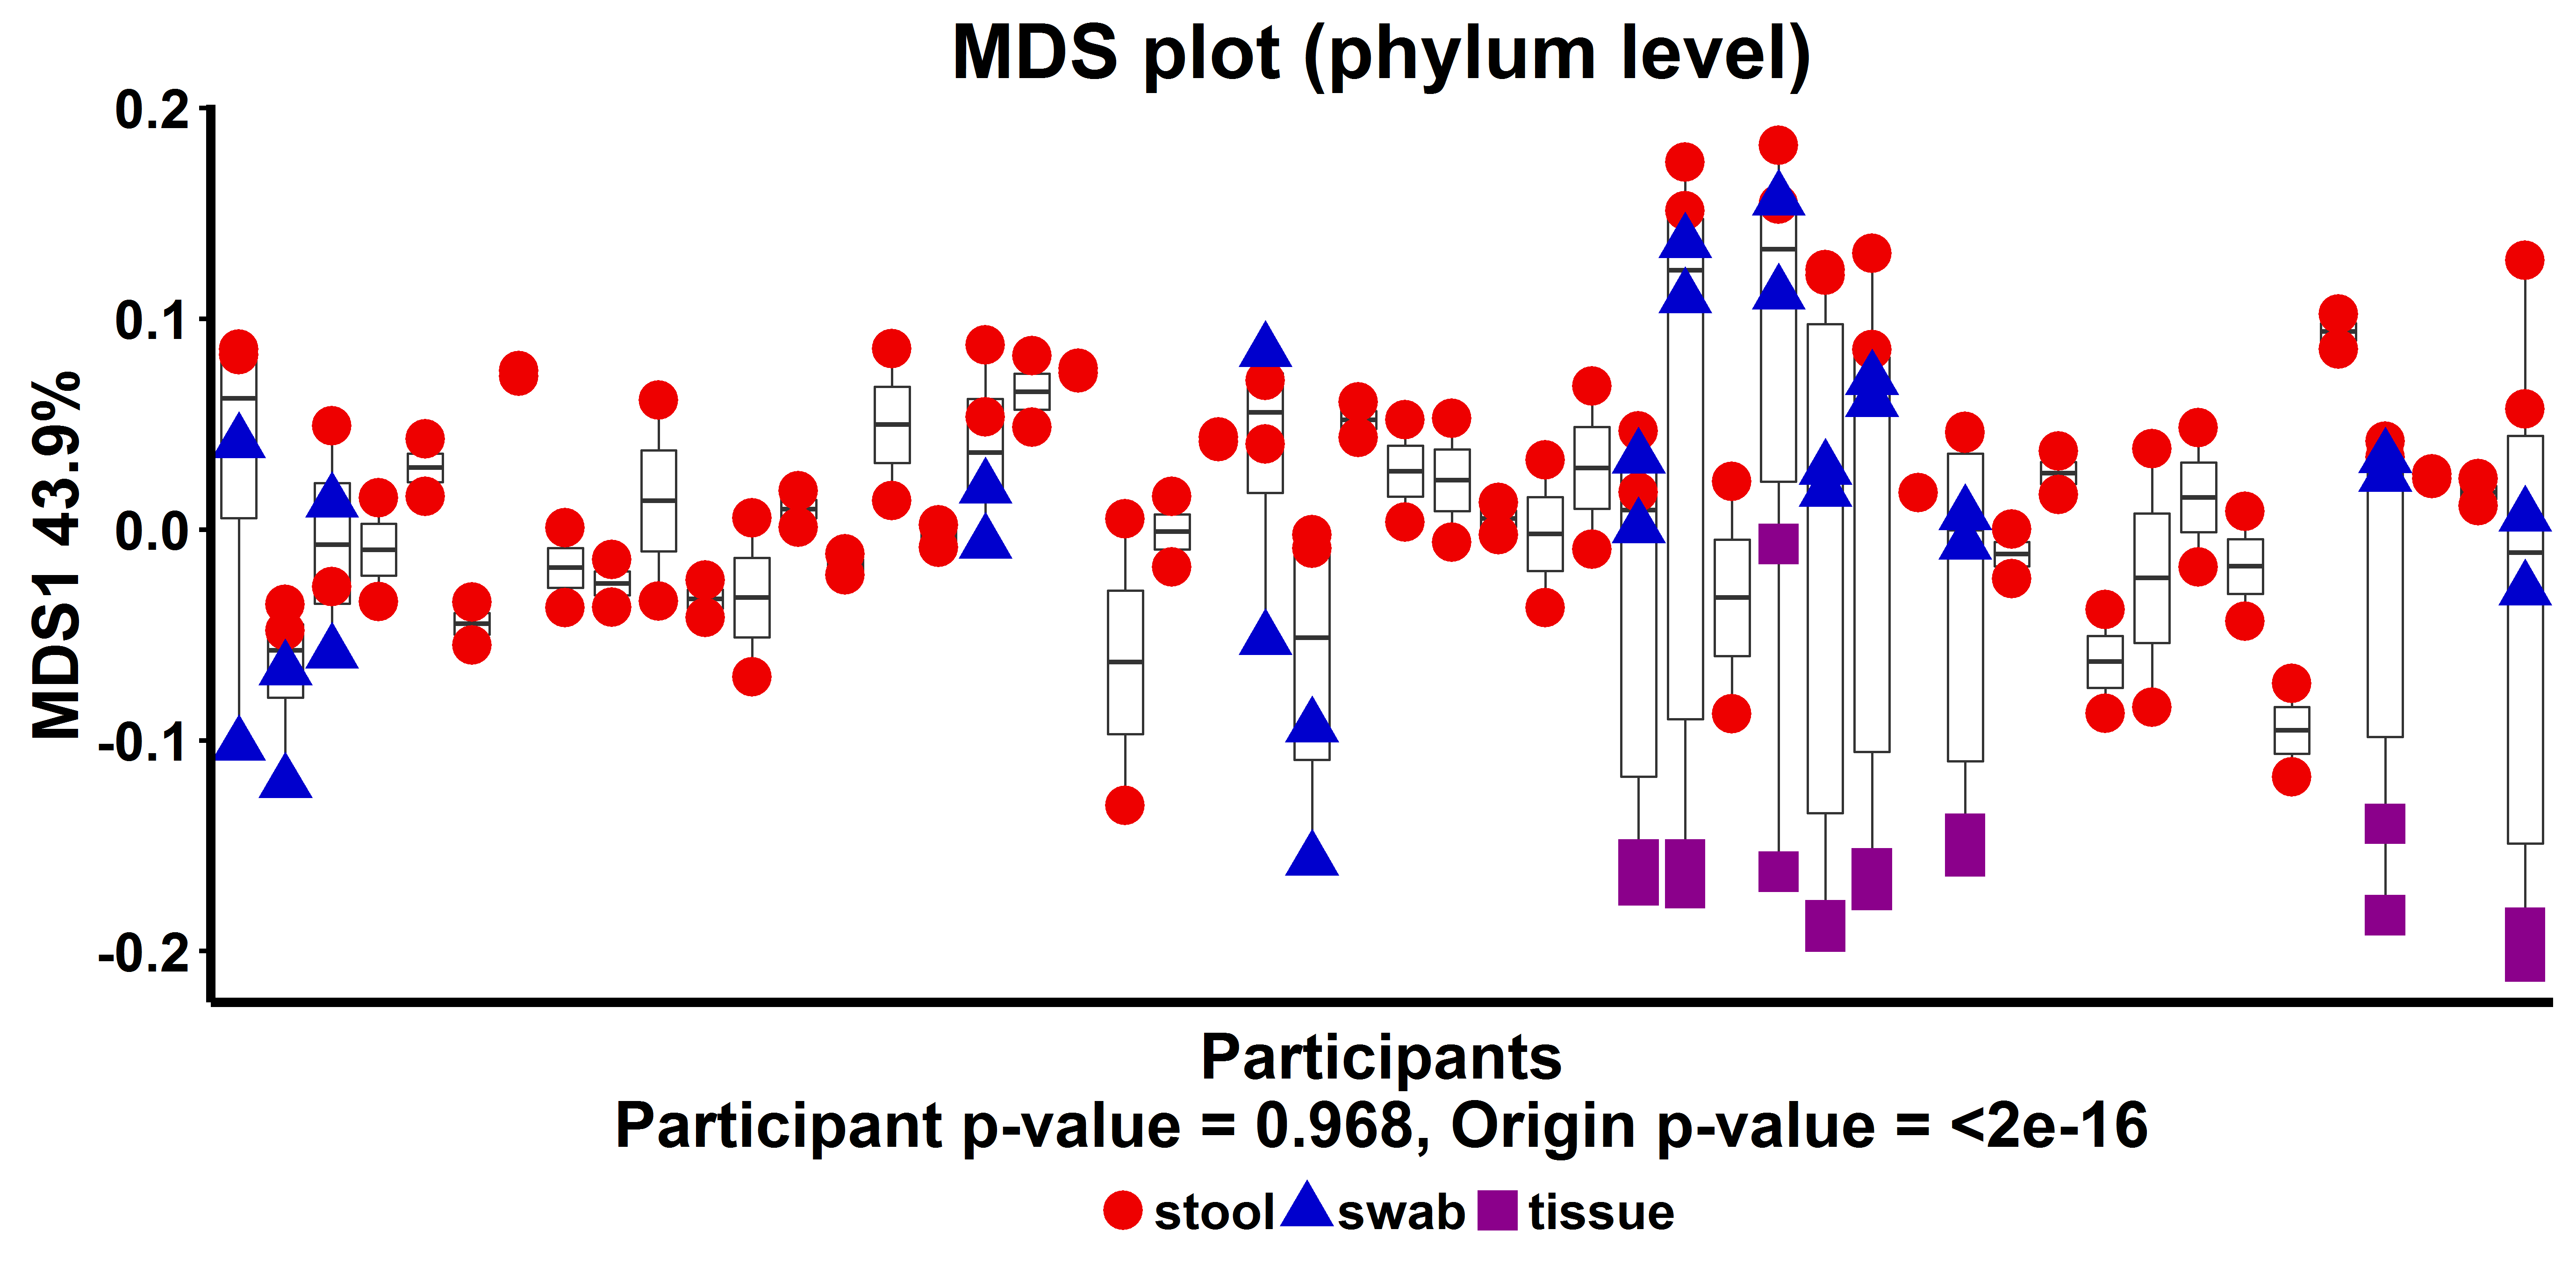 MDS plot (phylum level)
0.2
0.1
0.0
-0.1
-0.2
MDS1 43.9%
Participants
Participant p-value = 0.968, Origin p-value = <2e-16
stool swab tissue